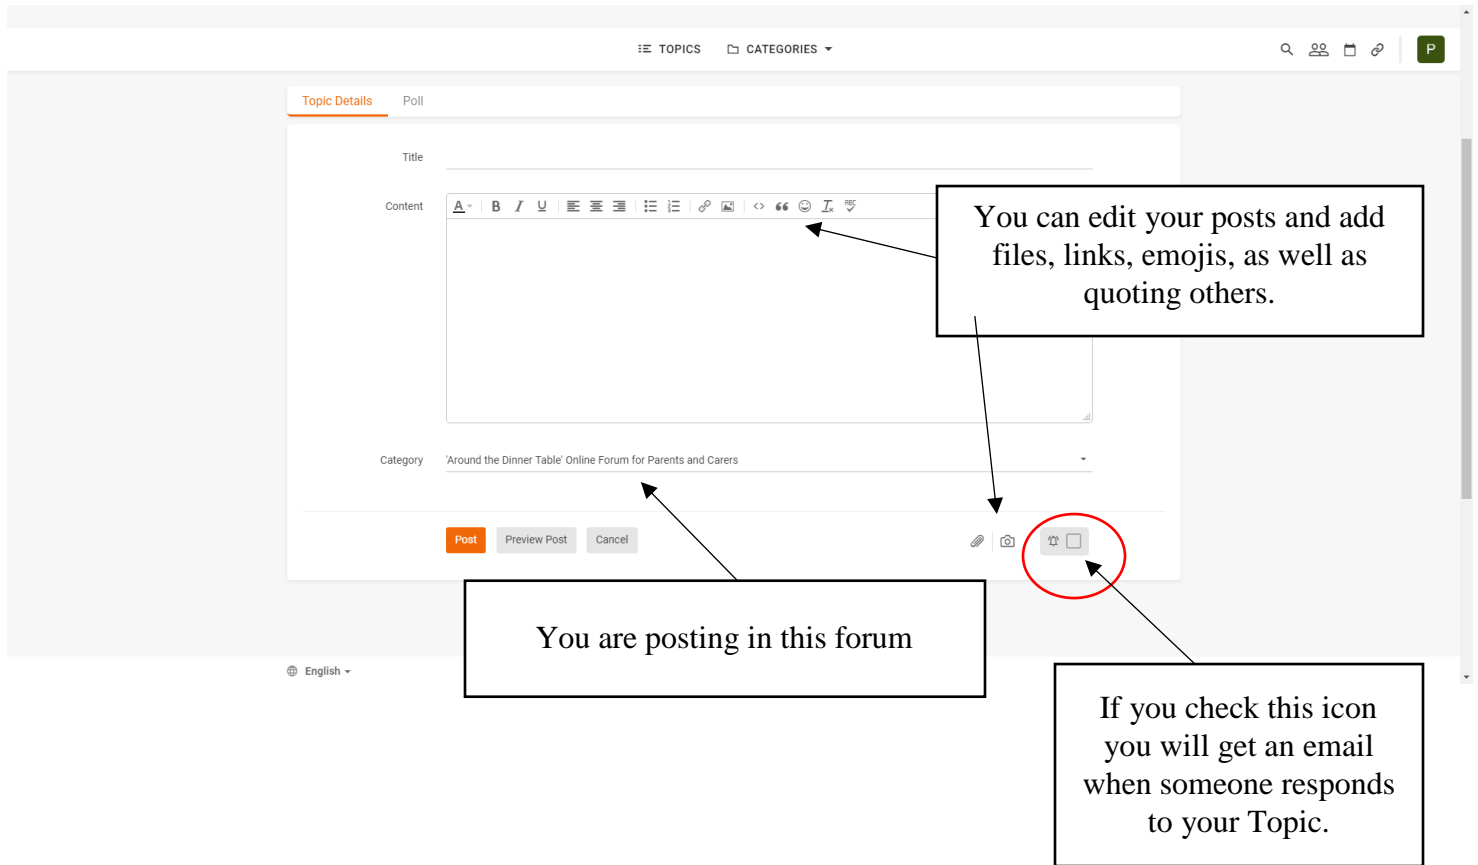 TOPICS CATEGORIES
P
Topic Details Poll
Title
Content
A B I U ABC
You can edit your posts and add
files, links, emojis, as well as
quoting others.
Category 'Around the Dinner Table' Online Forum for Parents and Carers
Post Preview Post Cancel
You are posting in this forum
English
If you check this icon
you will get an email
when someone responds
to your Topic.